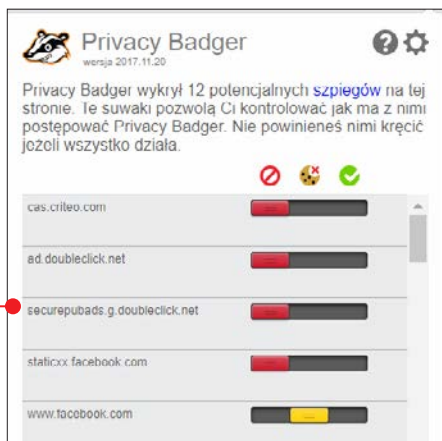 Privacy Badger
wersja 2017.11.20
Privacy Badger wykrył 12 potencjalnych szpiegów na tej
stronie. Te suwaki pozwolą Ci kontrolować jak ma z nimi
postępować Privacy Badger. Nie powinieneś nimi kręcić
jeżeli wszystko działa.
cas.criteo.com
ad.doubleclick.net
securepubads.g.doubleclick.net
staticxx.facebook.com
www.facebook.com